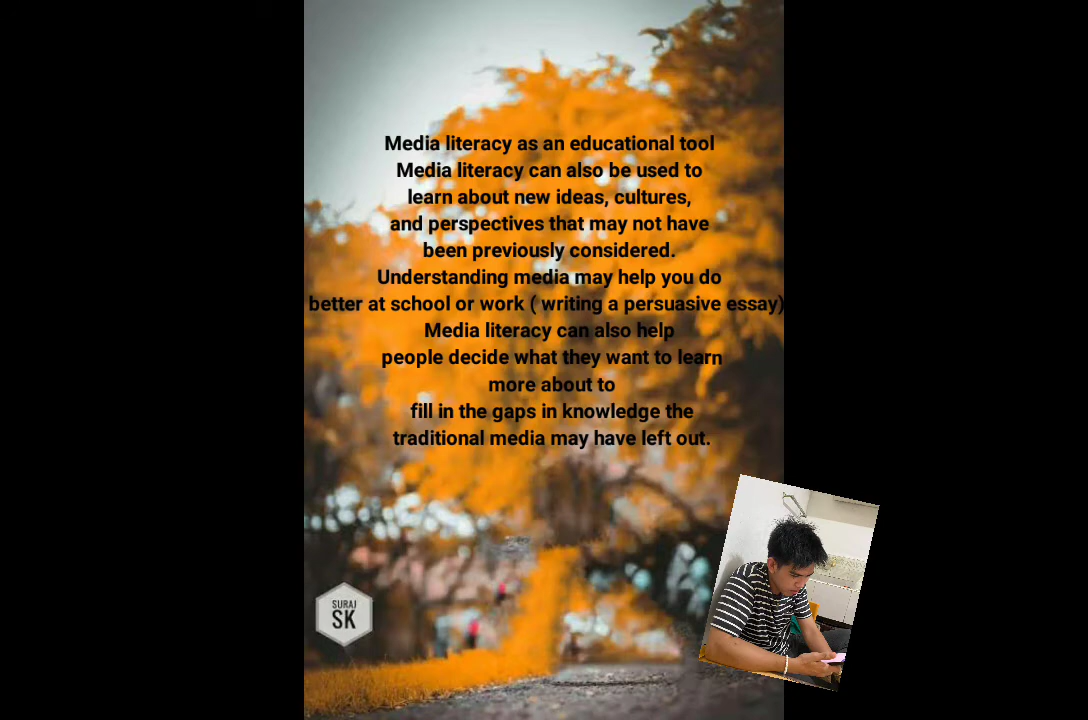 Media literacy as an educational tool
Media literacy can also be used to
learn about new ideas, cultures,
and perspectives that may not have
been previously considered.
Understanding media may help you do
better at school or work ( writing a persuasive essay)
Media literacy can also help
people decide what they want to learn
more about to
fill in the gaps in knowledge the
traditional media may have left out.
SURAJ
SK